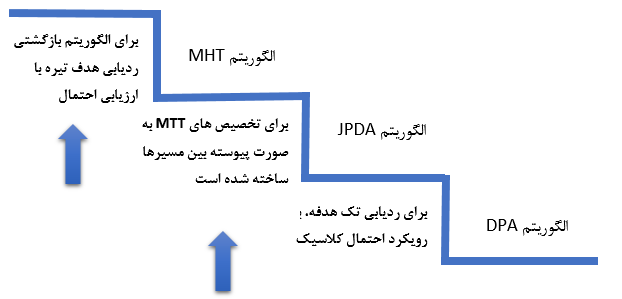 برای الگوریتم بازگشتی
ردیابی هدف تیره با
ارزیابی احتمال
الگوریتم MHT
برای تخصیص های MTT به
صورت پیوسته بین مسیرها
ساخته شده است
الگوریتم JPDA
برای ردیابی تک هدفه،
رویکرد احتمال کلاسیک
الگوریتم DPA